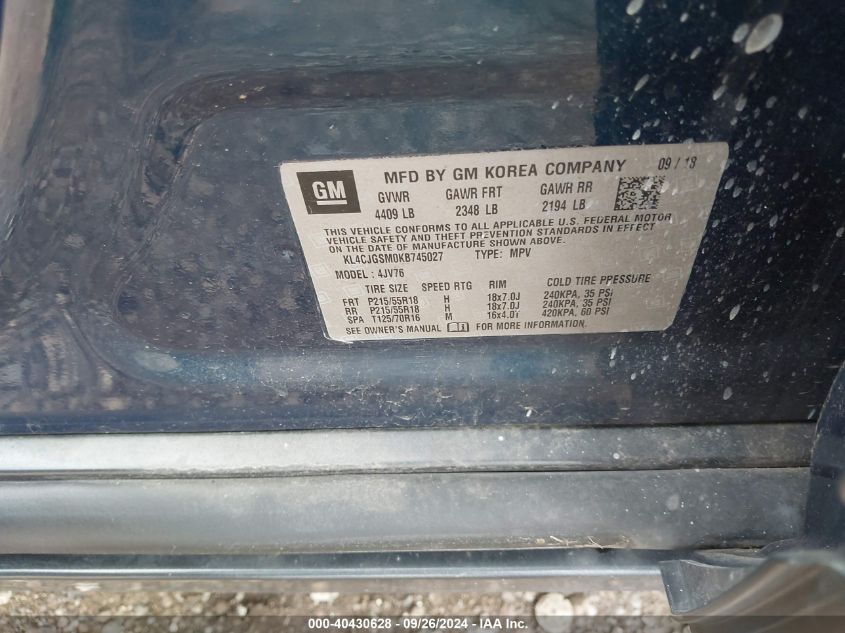 GM
MFD BY GM KOREA COMPANY 09 / 18
GVWR GAWR FRT GAWR RR
4409 LB 2348 LB 2194 LB
THIS VEHICLE CONFORMS TO ALL APPLICABLE U.S. FEDERAL MOTOR
VEHICLE SAFETY AND THEFT PREVENTION STANDARDS IN EFFECT
ON THE DATE OF MANUFACTURE SHOWN ABOVE.
KL4CJGSM0KB745027 TYPE: MPV
MODEL: 4JV76
TIRE SIZE SPEED RTG RIM COLD TIRE PRESSURE
FRT P215/55R18 H 18x7.0J 240KPA, 35 PSI
RR P215/55R18 H 18x7.0J 240KPA, 35 PSI
SPA T125/70R16 M 16x4.0T 420KPA, 60 PSI
SEE OWNER'S MANUAL FOR MORE INFORMATION.
000-40430628 - 09/26/2024 - IAAI Inc.